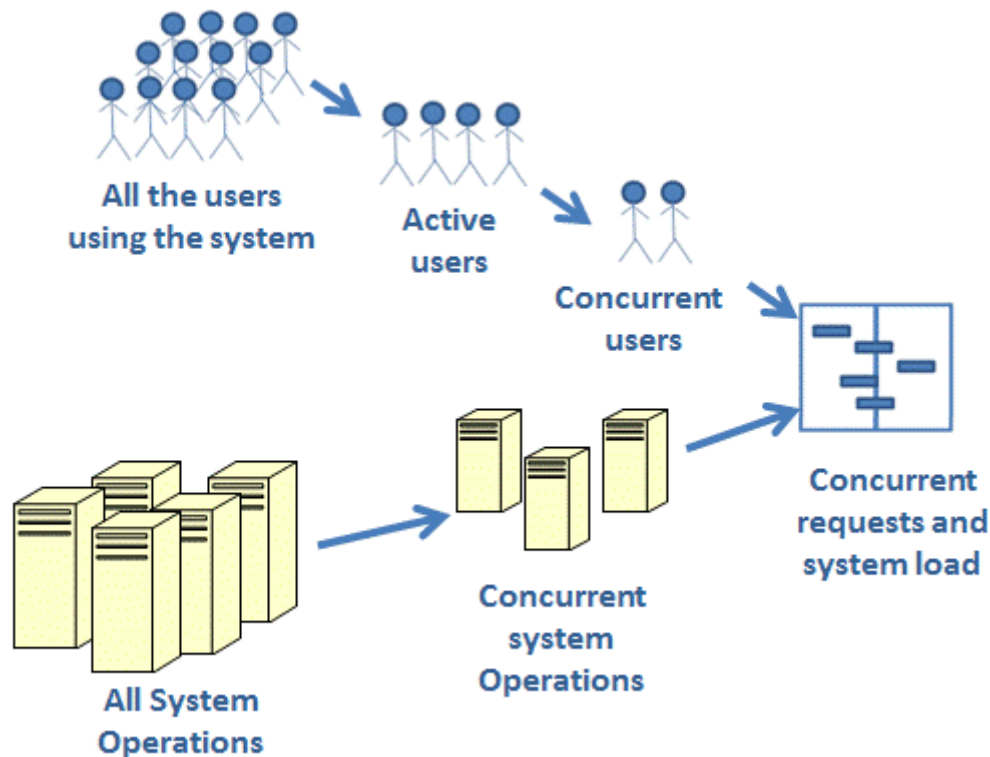 All the users
using the system
Active
users
Concurrent
users
Concurrent
requests and
system load
Concurrent
system
Operations
All System
Operations